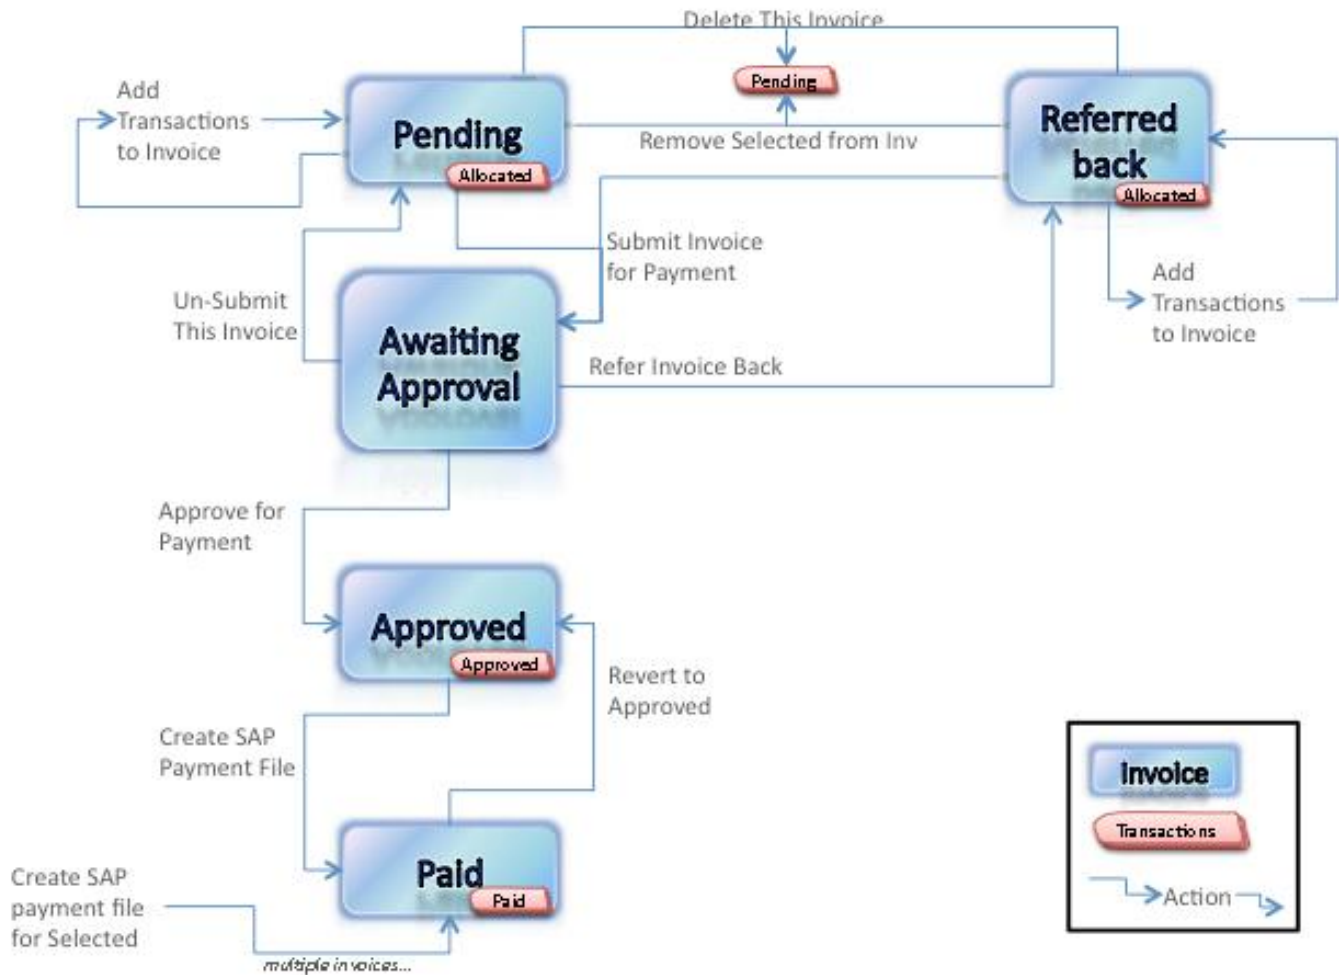 Delete This Invoice
Pending
Add
Transactions
to Invoice
Pending
Allocated
Remove Selected from Inv
Referred
back
Allocated
Submit Invoice
for Payment
Add
Transactions
to Invoice
Un-Submit
This Invoice
Awaiting
Approval
Refer Invoice Back
Approve for
Payment
Approved
Approved
Revert to
Approved
Create SAP
Payment File
Paid
Paid
Create SAP
payment file
for Selected
multiple invoices...
Invoice
Transactions
Action